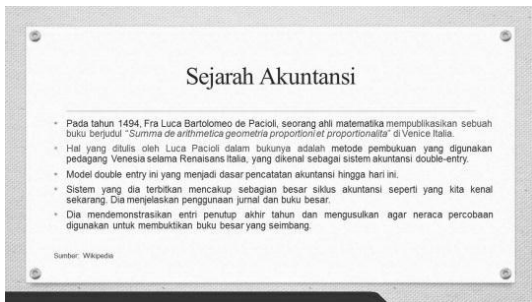 Sejarah Akuntansi
Pada tahun 1494, Fra Luca Bartolomeo de Pacioli, seorang ahli matematika mempublikasikan sebuah
buku berjudul "Summa de arithmetica geometria proportioni et proportionalita" di Venice Italia.
Hal yang ditulis oleh Luca Pacioli dalam bukunya adalah metode pembukuan yang digunakan
pedagang Venesia selama Renaisans Italia, yang dikenal sebagai sistem akuntansi double-entry.
Model double entry ini yang menjadi dasar pencatatan akuntansi hingga hari ini.
Sistem yang dia terbitkan mencakup sebagian besar siklus akuntansi seperti yang kita kenal
sekarang. Dia menjelaskan penggunaan jurnal dan buku besar.
Dia mendemonstrasikan entri penutup akhir tahun dan mengusulkan agar neraca percobaan
digunakan untuk membuktikan buku besar yang seimbang.
Sumber: Wikipedia